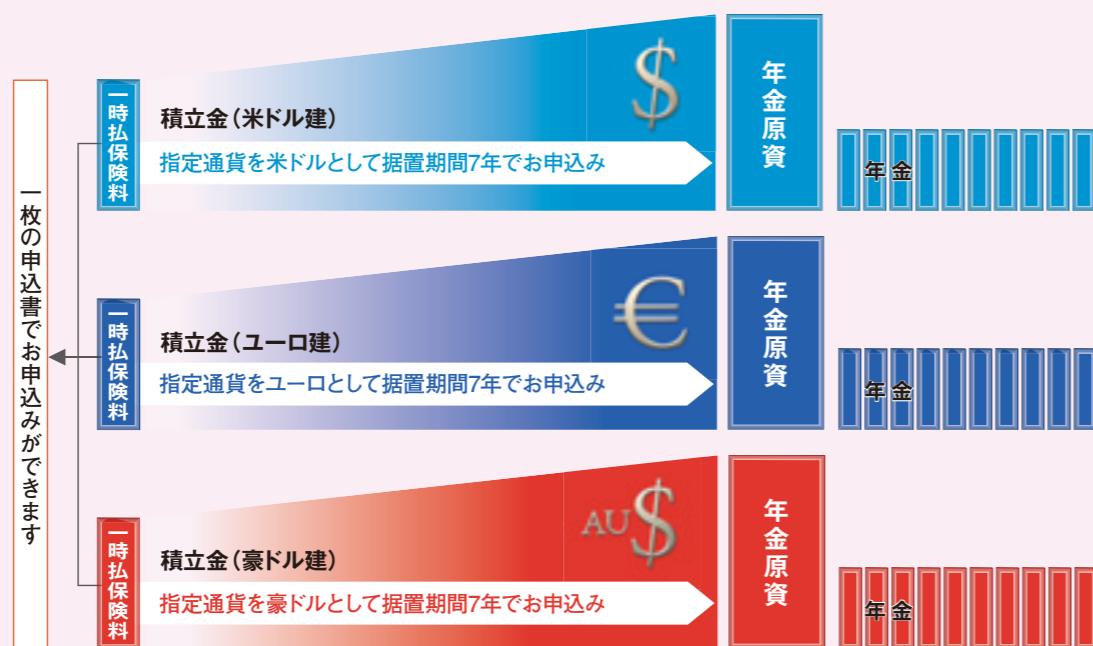 一枚の申込書でお申込みができます
一時払保険料
積立金（米ドル建）
指定通貨を米ドルとして据置期間7年でお申込み
$
年金原資
年金
一時払保険料
積立金（ユーロ建）
指定通貨をユーロとして据置期間7年でお申込み
€
年金原資
年金
一時払保険料
積立金（豪ドル建）
指定通貨を豪ドルとして据置期間7年でお申込み
AU$
年金原資
年金